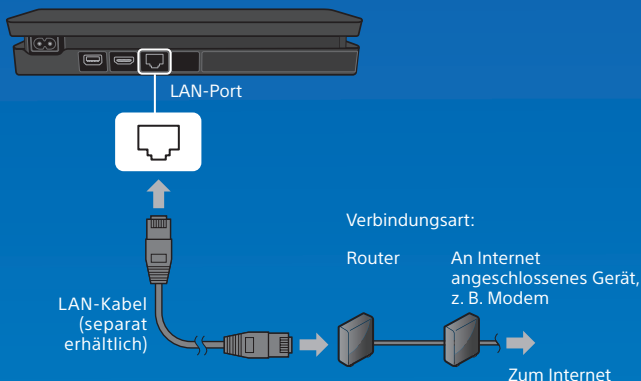 LAN-Port
Verbindungsart:
Router
An Internet
angeschlossenes Gerät,
z. B. Modem
LAN-Kabel
(separat
erhältlich)
Zum Internet